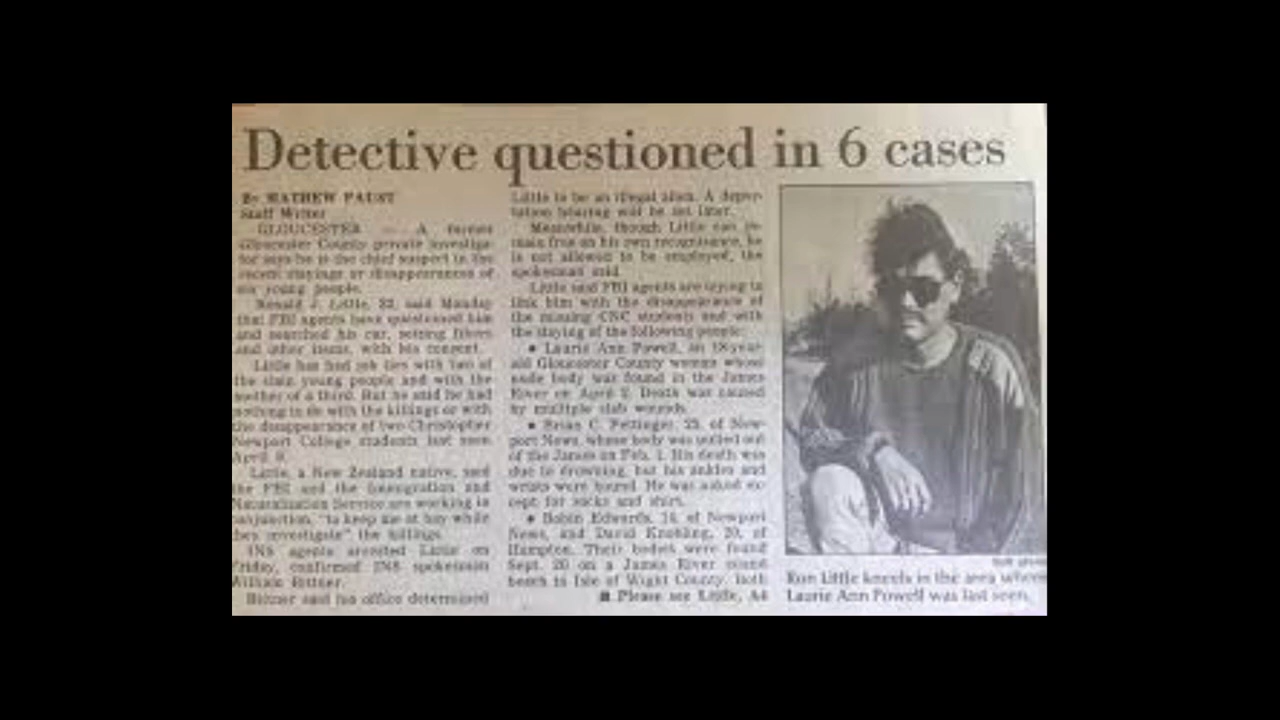 Detective questioned in 6 cases
By MATHEW PAUST
Staff Writer
GLOUCESTER — A former
Gloucester County private investiga-
tor says he is the chief suspect in the
recent slayings or disappearances of
six young people.
Ronald J. Little, 32, said Monday
that FBI agents have questioned him
and searched his car, seizing fibers
and other items, with his consent.
Little has had job ties with two of
the slain young people and with the
mother of a third. But he said he had
nothing to do with the killings or with
the disappearance of two Christopher
Newport College students last seen
April 9.
Little, a New Zealand native, said
the FBI and the Immigration and
Naturalization Service are working in
conjunction, "to keep me at bay while
they investigate" the killings.
INS agents arrested Little on
Friday, confirmed INS spokesman
William Bittner.
Bittner said his office determined
Little to be an illegal alien. A depor-
tation hearing will be set later.
Meanwhile, though Little can re-
main free on his own recognizance, he
is not allowed to be employed, the
spokesman said.
Little said FBI agents are trying to
link him with the disappearance of
the missing CNC students and with
the slaying of the following people:
• Laurie Ann Powell, an 18-year-
old Gloucester County woman whose
nude body was found in the James
River on April 2. Death was caused
by multiple stab wounds.
• Brian C. Pettinger, 25, of New-
port News, whose body was pulled out
of the James on Feb. 1. His death was
due to drowning, but his ankles and
wrists were bound. He was naked ex-
cept for socks and shirt.
• Robin Edwards, 14, of Newport
News, and David Knobling, 20, of
Hampton. Their bodies were found
Sept. 20 on a James River
beach in Isle of Wight County, both
■ Please see Little, A4
Ron Little kneels in the area where
Laurie Ann Powell was last seen.